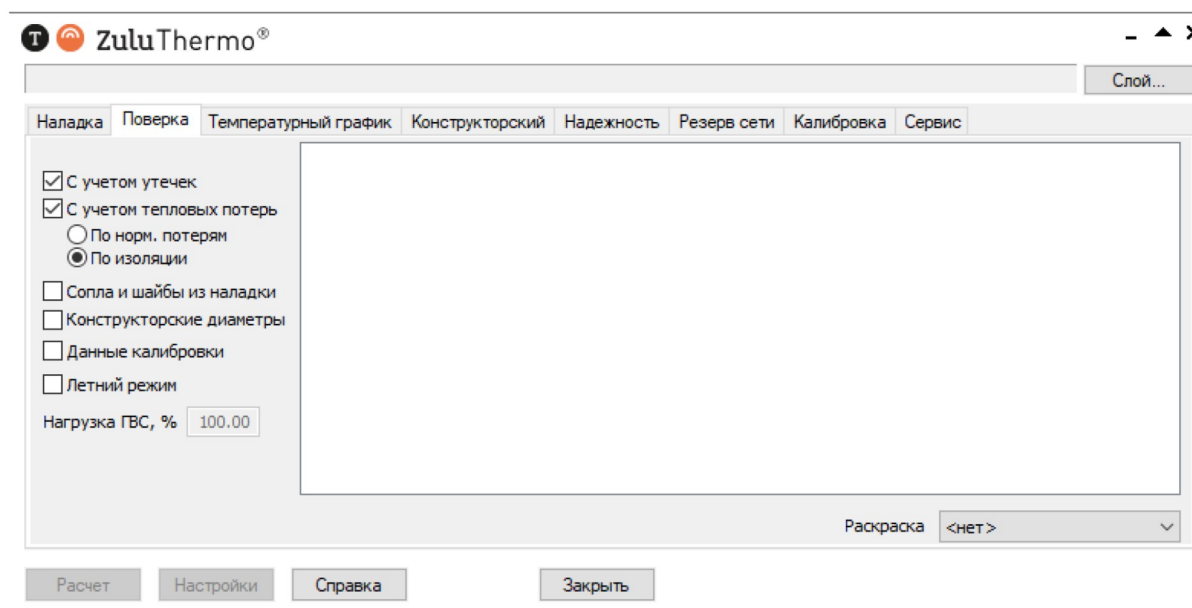 T ZuluThermo®
Слой...
Наладка Поверка Температурный график Конструкторский Надежность Резерв сети Калибровка Сервис
С учетом утечек
С учетом тепловых потерь
По норм. потерям
По изоляции
Сопла и шайбы из наладки
Конструкторские диаметры
Данные калибровки
Летний режим
Нагрузка ГВС, % 100.00
Раскраска <нет>
Расчет Настройки Справка Закрыть